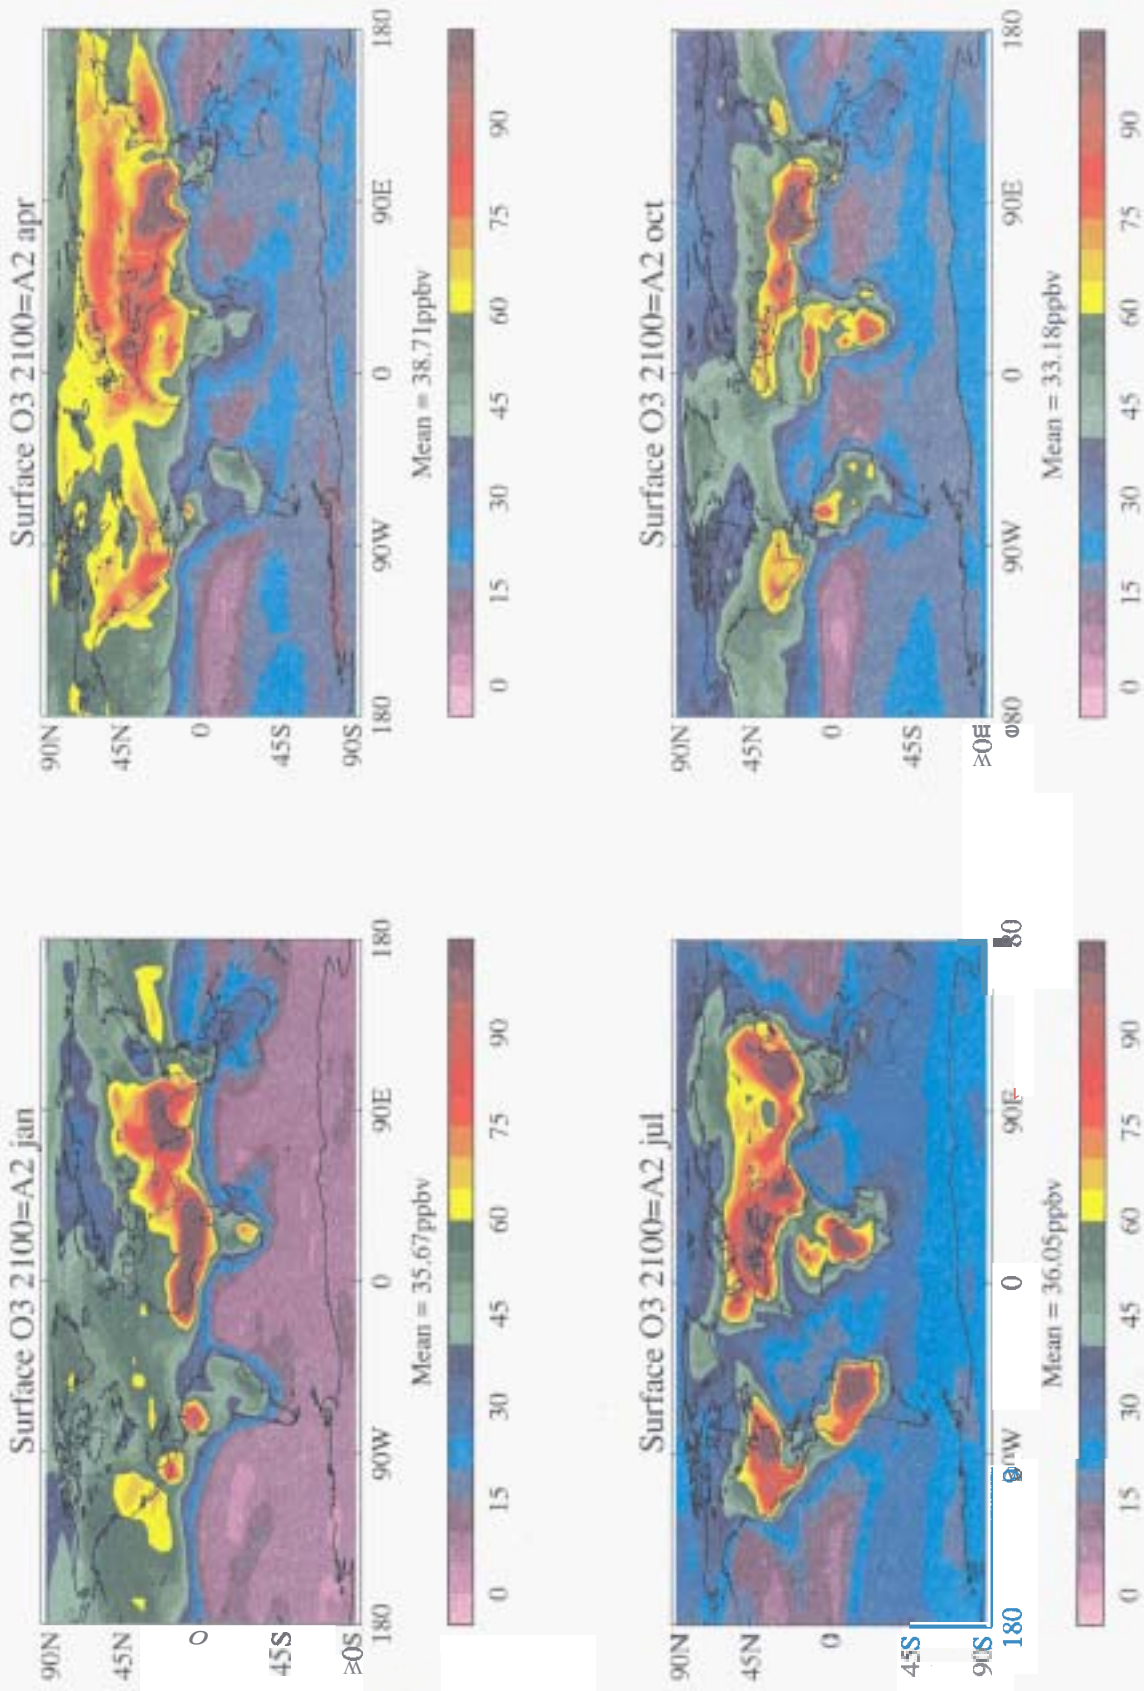 Surface O3 2100=A2 jan
90N
45N
0
45S
90S
180
90W
0
90E
180
Mean = 35.67ppbv
0
15
30
45
60
75
90
Surface O3 2100=A2 apr
90N
45N
0
45S
90S
180
90W
0
90E
180
Mean = 38.71ppbv
0
15
30
45
60
75
90
Surface O3 2100=A2 jul
90N
45N
0
45S
90S
180
0
90E
Mean = 36.05ppbv
0
15
30
45
60
75
90
Surface O3 2100=A2 oct
90N
45N
0
45S
90W
0
90E
180
Mean = 33.18ppbv
0
15
30
45
60
75
90